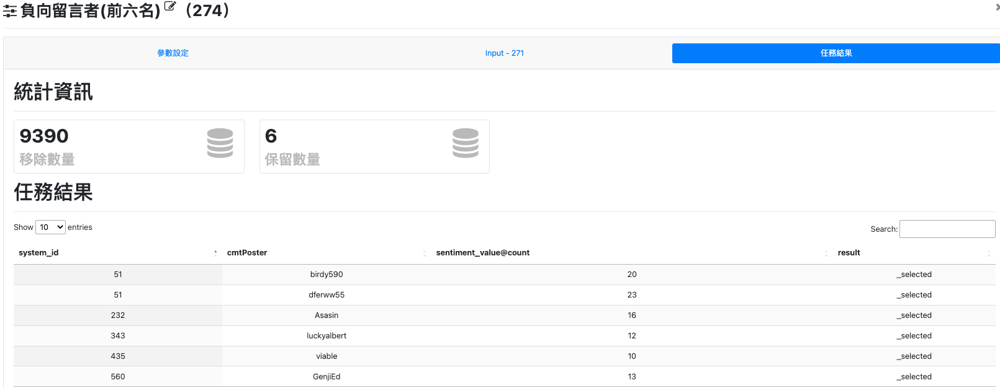 負向留言者(前六名) （274）
參數設定 Input - 271 任務結果
統計資訊
9390 6
移除數量 保留數量
任務結果
Show 10 entries Search:
system_id cmtPoster sentiment_value@count result
51 birdy590 20 _selected
51 dferww55 23 _selected
232 Asasin 16 _selected
343 luckyalbert 12 _selected
435 viable 10 _selected
560 GenjiEd 13 _selected